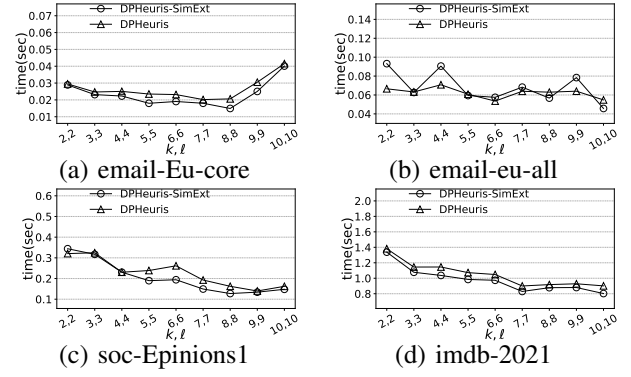 DPHeuris-SimExt
DPHeuris
time(sec)
0.07
0.06
0.05
0.04
0.03
0.02
0.01
2,2 3,3 4,4 5,5 6,6 7,7 8,8 9,9 10,10
k, ℓ
(a) email-Eu-core
DPHeuris-SimExt
DPHeuris
time(sec)
0.14
0.12
0.10
0.08
0.06
0.04
2,2 3,3 4,4 5,5 6,6 7,7 8,8 9,9 10,10
k, ℓ
(b) email-eu-all
DPHeuris-SimExt
DPHeuris
time(sec)
0.6
0.5
0.4
0.3
0.2
0.1
2,2 3,3 4,4 5,5 6,6 7,7 8,8 9,9 10,10
k, ℓ
(c) soc-Epinions1
DPHeuris-SimExt
DPHeuris
time(sec)
2.0
1.8
1.6
1.4
1.2
1.0
0.8
2,2 3,3 4,4 5,5 6,6 7,7 8,8 9,9 10,10
k, ℓ
(d) imdb-2021